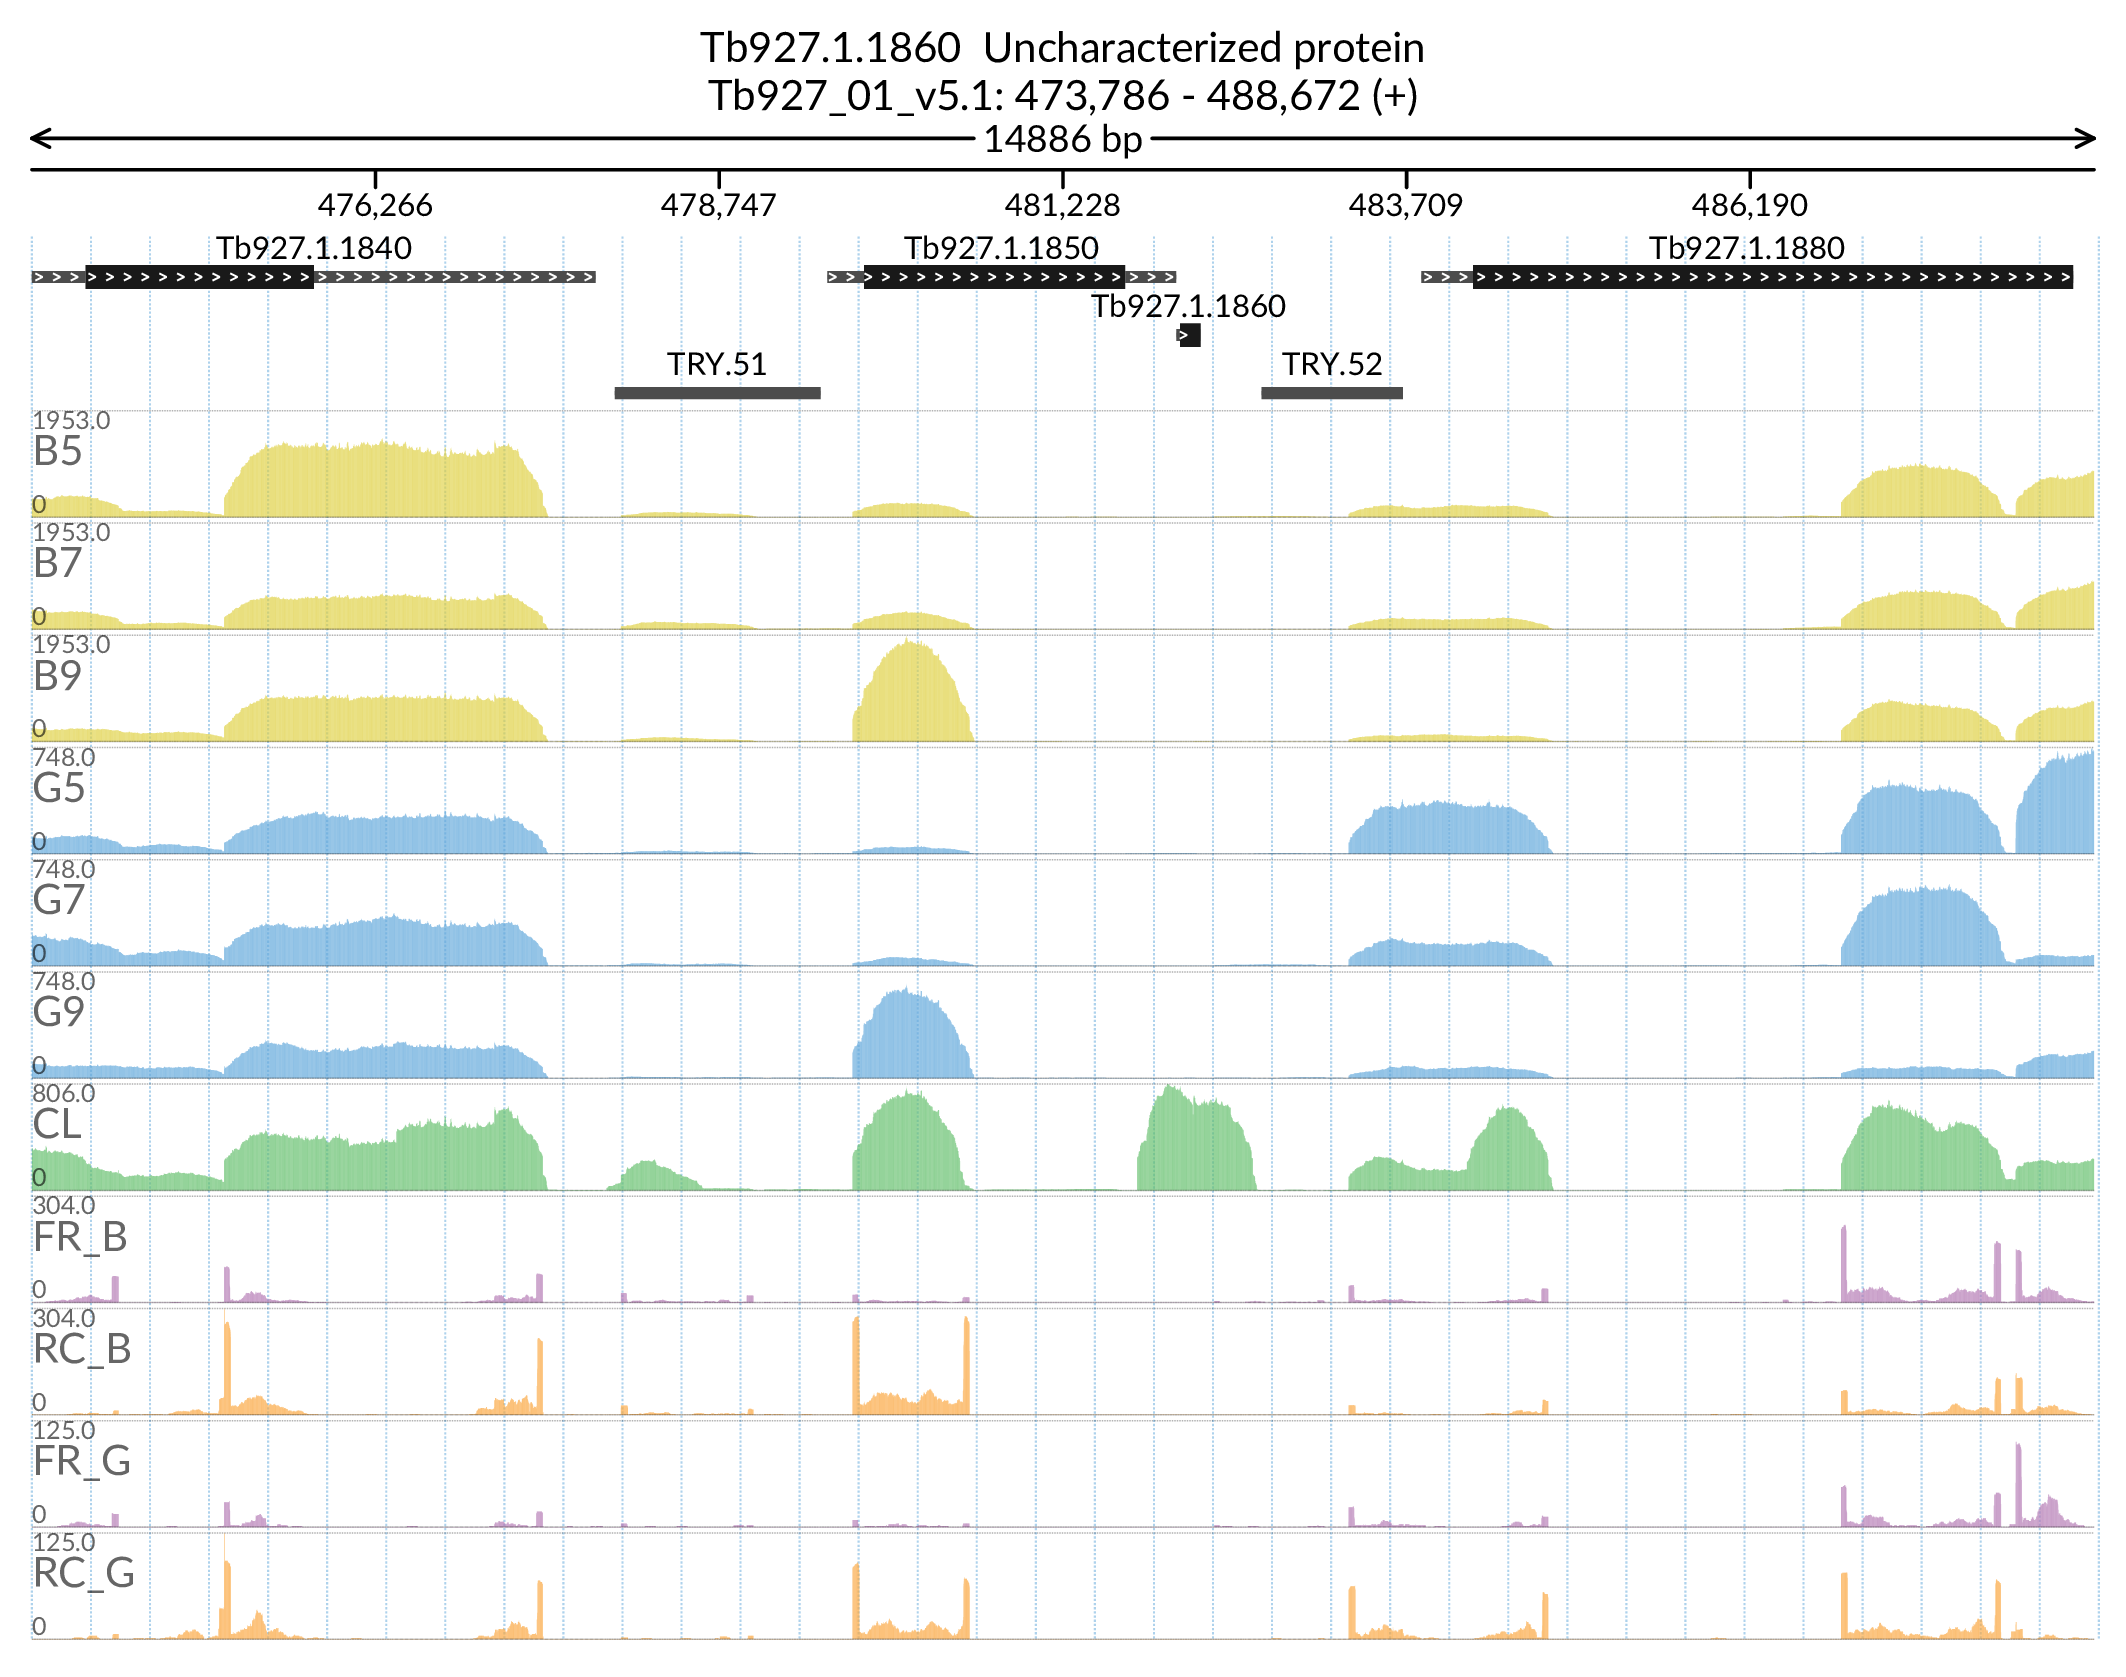 Tb927.1.1860  Uncharacterized protein
Tb927_01_v5.1: 473,786 - 488,672 (+)
14886 bp
476,266 478,747 481,228 483,709 486,190
Tb927.1.1840 Tb927.1.1850 Tb927.1.1880
Tb927.1.1860
TRY.51 TRY.52
1953.0
B5
0
1953.0
B7
0
1953.0
B9
0
748.0
G5
0
748.0
G7
0
748.0
G9
0
806.0
CL
0
304.0
FR_B
0
304.0
RC_B
0
125.0
FR_G
0
125.0
RC_G
0